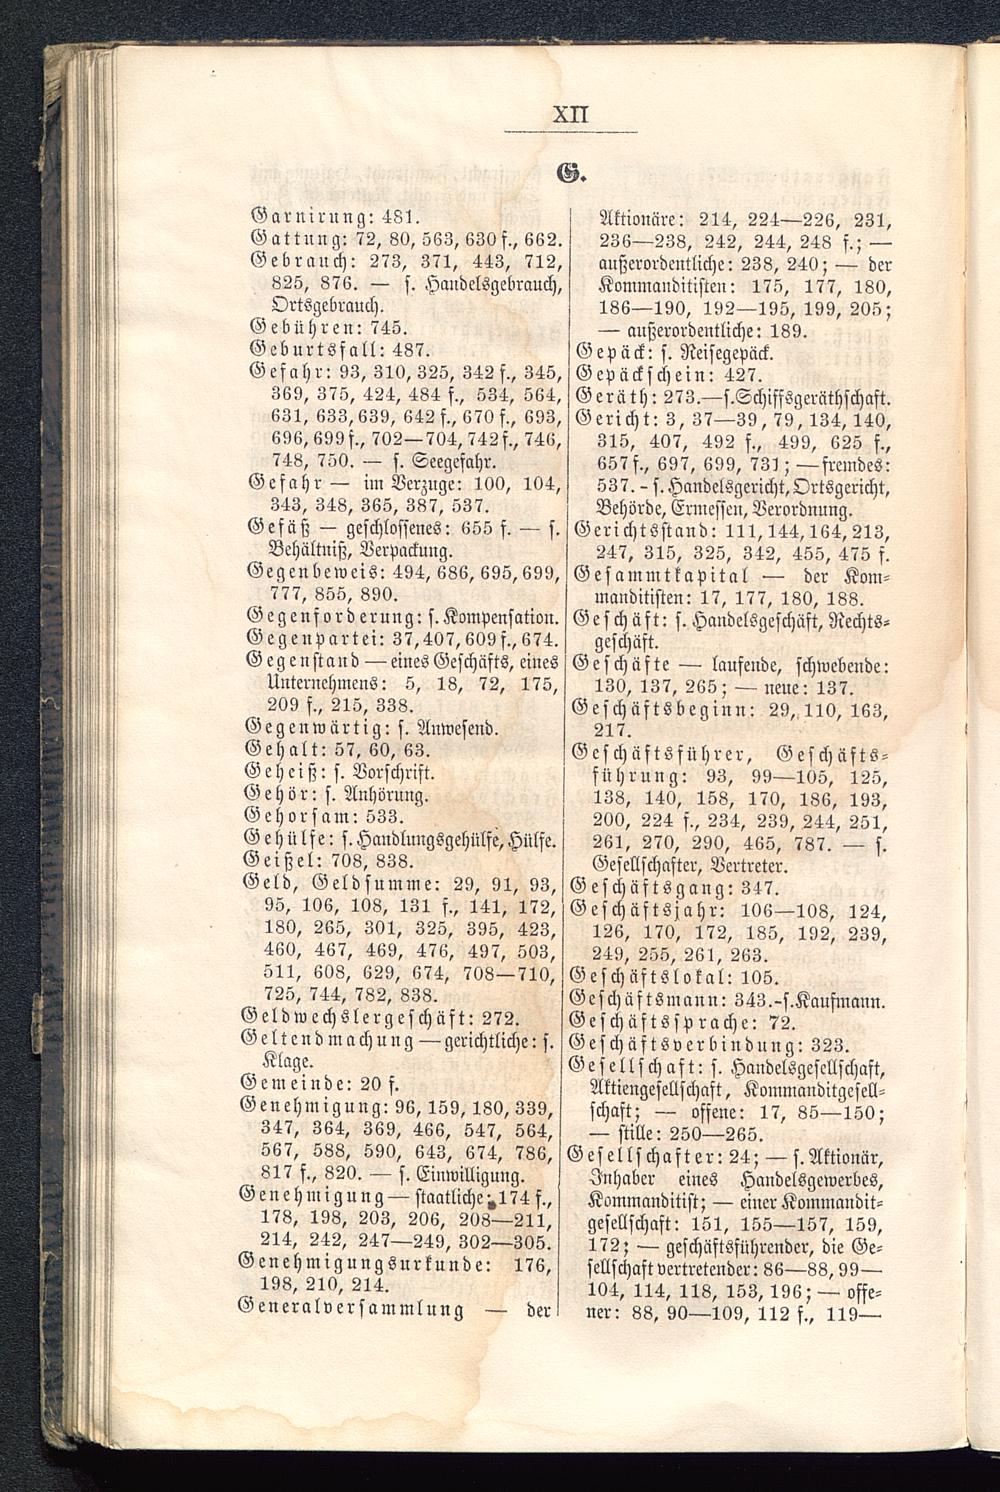 XII
G.
Garnirung: 481.
Gattung: 72, 80, 563, 630 f., 662.
Gebrauch: 273, 371, 443, 712,
825, 876. — s. Handelsgebrauch,
Ortsgebrauch.
Gebühren: 745.
Geburtsfall: 487.
Gefahr: 93, 310, 325, 342 f., 345,
369, 375, 424, 484 f., 534, 564,
631, 633, 639, 642 f., 670 f., 693,
696, 699 f., 702—704, 742 f., 746,
748, 750. — s. Seegefahr.
Gefahr — im Verzuge: 100, 104,
343, 348, 365, 387, 537.
Gefäß — geschlossenes: 655 f. — s.
Behältniß, Verpackung.
Gegenbeweis: 494, 686, 695, 699,
777, 855, 890.
Gegenforderung: s. Kompensation.
Gegenpartei: 37, 407, 609 f., 674.
Gegenstand — eines Geschäfts, eines
Unternehmens: 5, 18, 72, 175,
209 f., 215, 338.
Gegenwärtig: s. Anwesend.
Gehalt: 57, 60, 63.
Geheiß: s. Vorschrift.
Gehör: s. Anhörung.
Gehorsam: 533.
Gehülfe: s. Handlungsgehülfe, Hülfe.
Geißel: 708, 838.
Geld, Geldsumme: 29, 91, 93,
95, 106, 108, 131 f., 141, 172,
180, 265, 301, 325, 395, 423,
460, 467, 469, 476, 497, 503,
511, 608, 629, 674, 708—710,
725, 744, 782, 838.
Geldwechslergeschäft: 272.
Geltendmachung — gerichtliche: s.
Klage.
Gemeinde: 20 f.
Genehmigung: 96, 159, 180, 339,
347, 364, 369, 466, 547, 564,
567, 588, 590, 643, 674, 786,
817 f., 820. — s. Einwilligung.
Genehmigung — staatliche: 174 f.,
178, 198, 203, 206, 208—211,
214, 242, 247—249, 302—305.
Genehmigungsurkunde: 176,
198, 210, 214.
Generalversammlung — der
Aktionäre: 214, 224—226, 231,
236—238, 242, 244, 248 f.; —
außerordentliche: 238, 240; — der
Kommanditisten: 175, 177, 180,
186—190, 192—195, 199, 205;
— außerordentliche: 189.
Gepäck: s. Reisegepäck.
Gepäckschein: 427.
Geräth: 273. — s. Schiffsgeräthschaft.
Gericht: 3, 37—39, 79, 134, 140,
315, 407, 492 f., 499, 625 f.,
657 f., 697, 699, 731; — fremdes:
537. - s. Handelsgericht, Ortsgericht,
Behörde, Ermessen, Verordnung.
Gerichtsstand: 111, 144, 164, 213,
247, 315, 325, 342, 455, 475 f.
Gesammtkapital — der Kom-
manditisten: 17, 177, 180, 188.
Geschäft: s. Handelsgeschäft, Rechts-
geschäft.
Geschäfte — laufende, schwebende:
130, 137, 265; — neue: 137.
Geschäftsbeginn: 29, 110, 163,
217.
Geschäftsführer, Geschäfts-
führung: 93, 99—105, 125,
138, 140, 158, 170, 186, 193,
200, 224 f., 234, 239, 244, 251,
261, 270, 290, 465, 787. — s.
Gesellschafter, Vertreter.
Geschäftsgang: 347.
Geschäftsjahr: 106—108, 124,
126, 170, 172, 185, 192, 239,
249, 255, 261, 263.
Geschäftslokal: 105.
Geschäftsmann: 343. - s. Kaufmann.
Geschäftssprache: 72.
Geschäftsverbindung: 323.
Gesellschaft: s. Handelsgesellschaft,
Aktiengesellschaft, Kommanditgesell-
schaft; — offene: 17, 85—150;
— stille: 250—265.
Gesellschafter: 24; — s. Aktionär,
Inhaber eines Handelsgewerbes,
Kommanditist; — einer Kommandit-
gesellschaft: 151, 155—157, 159,
172; — geschäftsführender, die Ge-
sellschaft vertretender: 86—88, 99—
104, 114, 118, 153, 196; — offe-
ner: 88, 90—109, 112 f., 119—